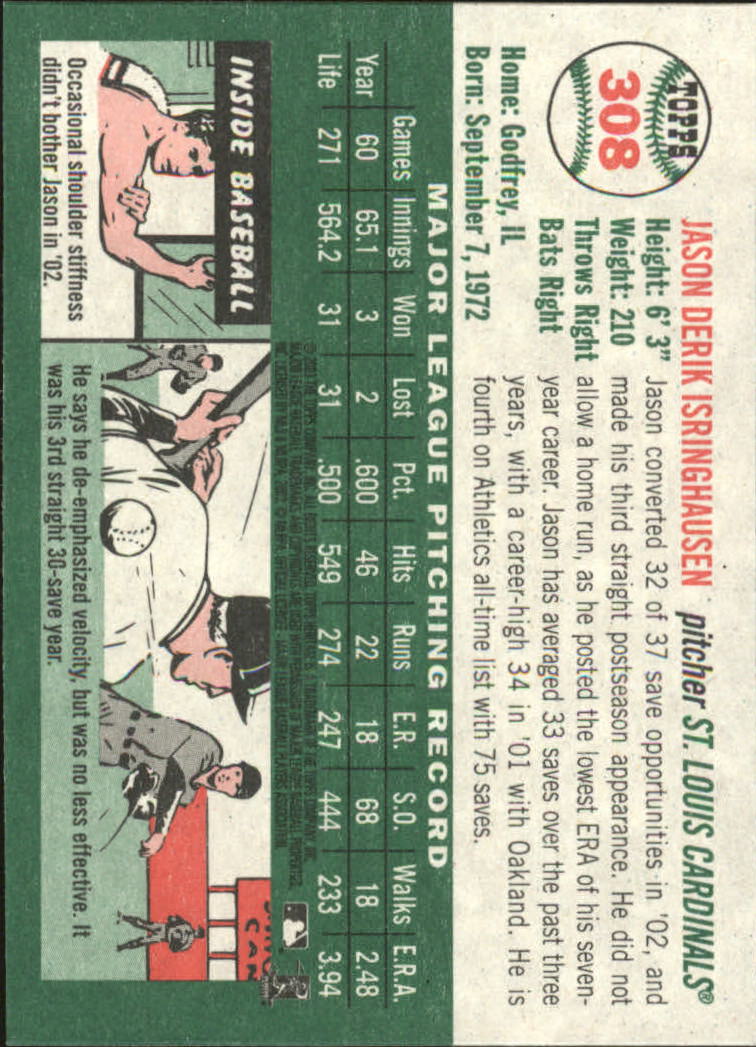 TOPPS
308
JASON DERIK ISRINGHAUSEN pitcher ST. LOUIS CARDINALS®
Height: 6' 3"
Weight: 210
Throws Right
Bats Right
Home: Godfrey, IL
Born: September 7, 1972
Jason converted 32 of 37 save opportunities in '02, and
made his third straight postseason appearance. He did not
allow a home run, as he posted the lowest ERA of his seven-
year career. Jason has averaged 33 saves over the past three
years, with a career-high 34 in '01 with Oakland. He is
fourth on Athletics all-time list with 75 saves.
MAJOR LEAGUE PITCHING RECORD
Games Innings Won Lost Pct. Hits Runs E.R. S.O. Walks E.R.A.
Year 60 65.1 3 2 .600 46 22 18 68 18 2.48
Life 271 564.2 31 31 .500 549 274 247 444 233 3.94
INSIDE BASEBALL
Occasional shoulder stiffness
didn't bother Jason in '02.
He says he de-emphasized velocity, but was no less effective. It
was his 3rd straight 30-save year.